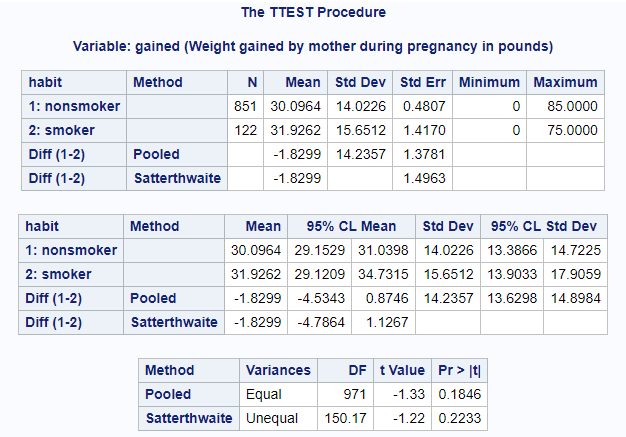 The TTEST Procedure
Variable: gained (Weight gained by mother during pregnancy in pounds)
habit Method N Mean Std Dev Std Err Minimum Maximum
1: nonsmoker 851 30.0964 14.0226 0.4807 0 85.0000
2: smoker 122 31.9262 15.6512 1.4170 0 75.0000
Diff (1-2) Pooled -1.8299 14.2357 1.3781
Diff (1-2) Satterthwaite -1.8299 1.4963
habit Method Mean 95% CL Mean Std Dev 95% CL Std Dev
1: nonsmoker 30.0964 29.1529 31.0398 14.0226 13.3866 14.7225
2: smoker 31.9262 29.1209 34.7315 15.6512 13.9033 17.9059
Diff (1-2) Pooled -1.8299 -4.5343 0.8746 14.2357 13.6298 14.8984
Diff (1-2) Satterthwaite -1.8299 -4.7864 1.1267
Method Variances DF t Value Pr > |t|
Pooled Equal 971 -1.33 0.1846
Satterthwaite Unequal 150.17 -1.22 0.2233